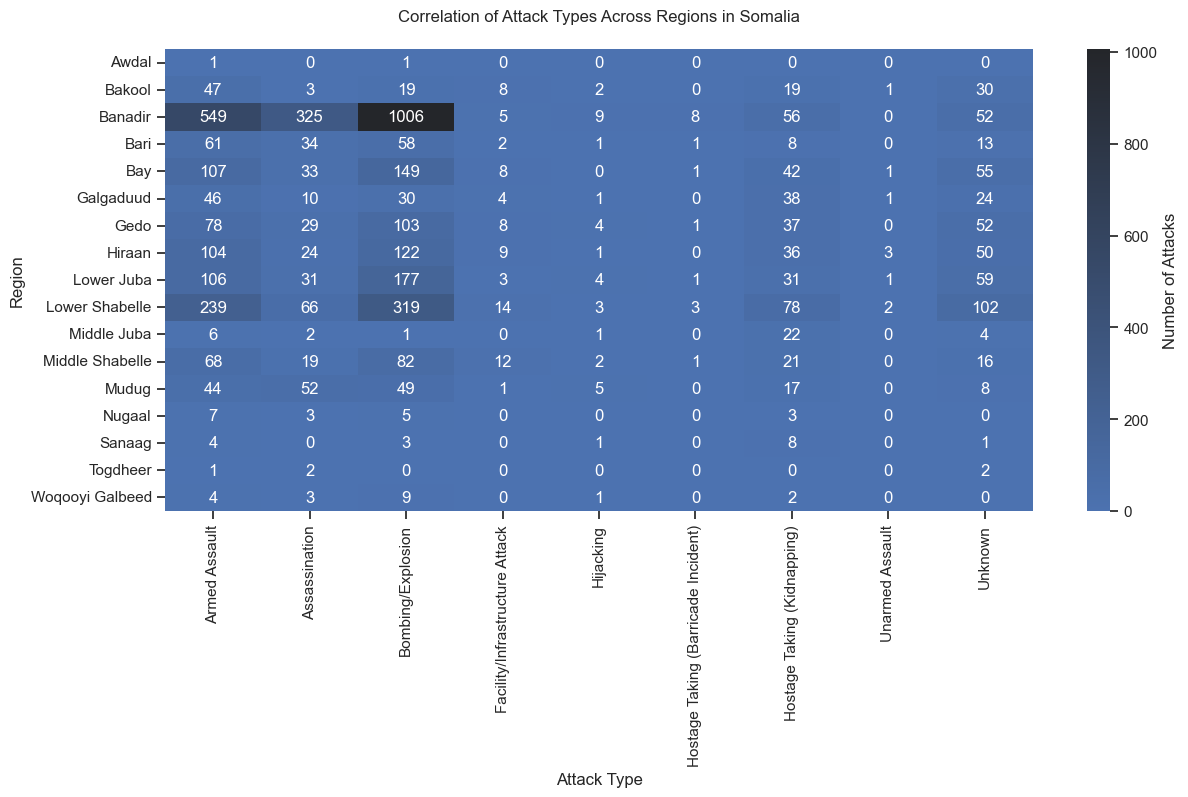 Correlation of Attack Types Across Regions in Somalia
Region
Awdal 1 0 1 0 0 0 0 0 0
Bakool 47 3 19 8 2 0 19 1 30
Banadir 549 325 1006 5 9 8 56 0 52
Bari 61 34 58 2 1 1 8 0 13
Bay 107 33 149 8 0 1 42 1 55
Galgaduud 46 10 30 4 1 0 38 1 24
Gedo 78 29 103 8 4 1 37 0 52
Hiraan 104 24 122 9 1 0 36 3 50
Lower Juba 106 31 177 3 4 1 31 1 59
Lower Shabelle 239 66 319 14 3 3 78 2 102
Middle Juba 6 2 1 0 1 0 22 0 4
Middle Shabelle 68 19 82 12 2 1 21 0 16
Mudug 44 52 49 1 5 0 17 0 8
Nugaal 7 3 5 0 0 0 3 0 0
Sanaag 4 0 3 0 1 0 8 0 1
Togdheer 1 2 0 0 0 0 0 0 2
Woqooyi Galbeed 4 3 9 0 1 0 2 0 0
Armed Assault
Assassination
Bombing/Explosion
Facility/Infrastructure Attack
Hijacking
Hostage Taking (Barricade Incident)
Hostage Taking (Kidnapping)
Unarmed Assault
Unknown
Attack Type
1000
800
600
400
200
0
Number of Attacks